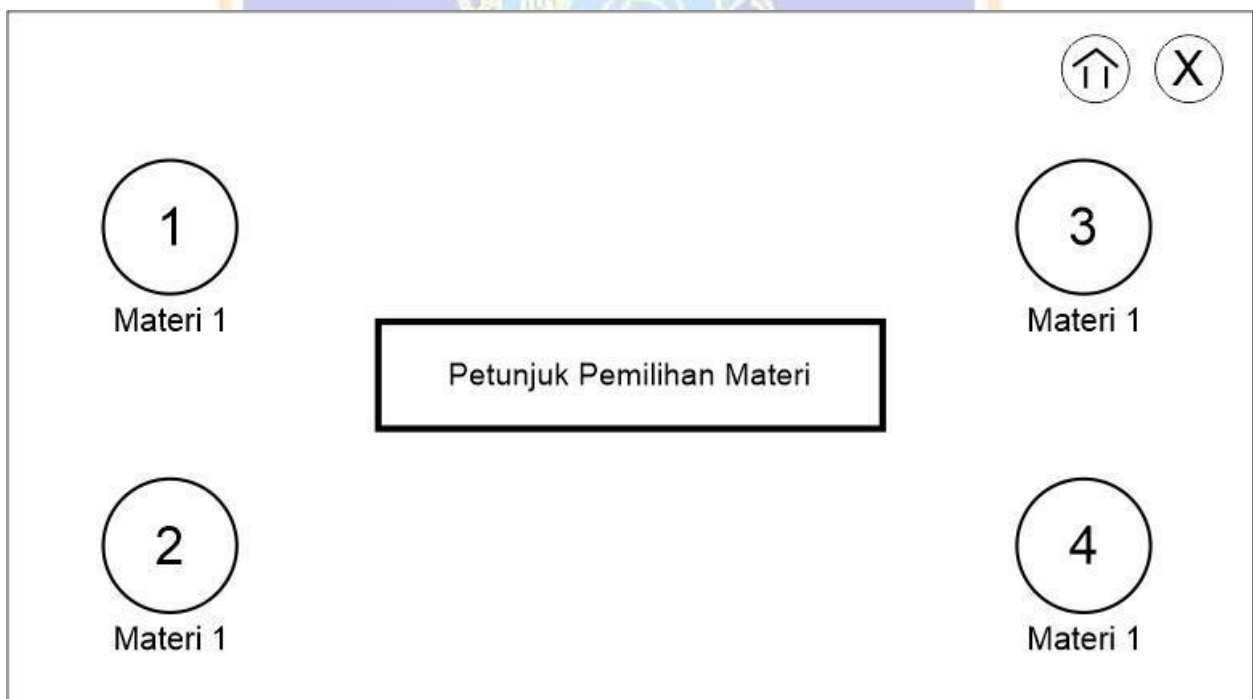 X
1
Materi 1
3
Materi 1
Petunjuk Pemilihan Materi
2
Materi 1
4
Materi 1